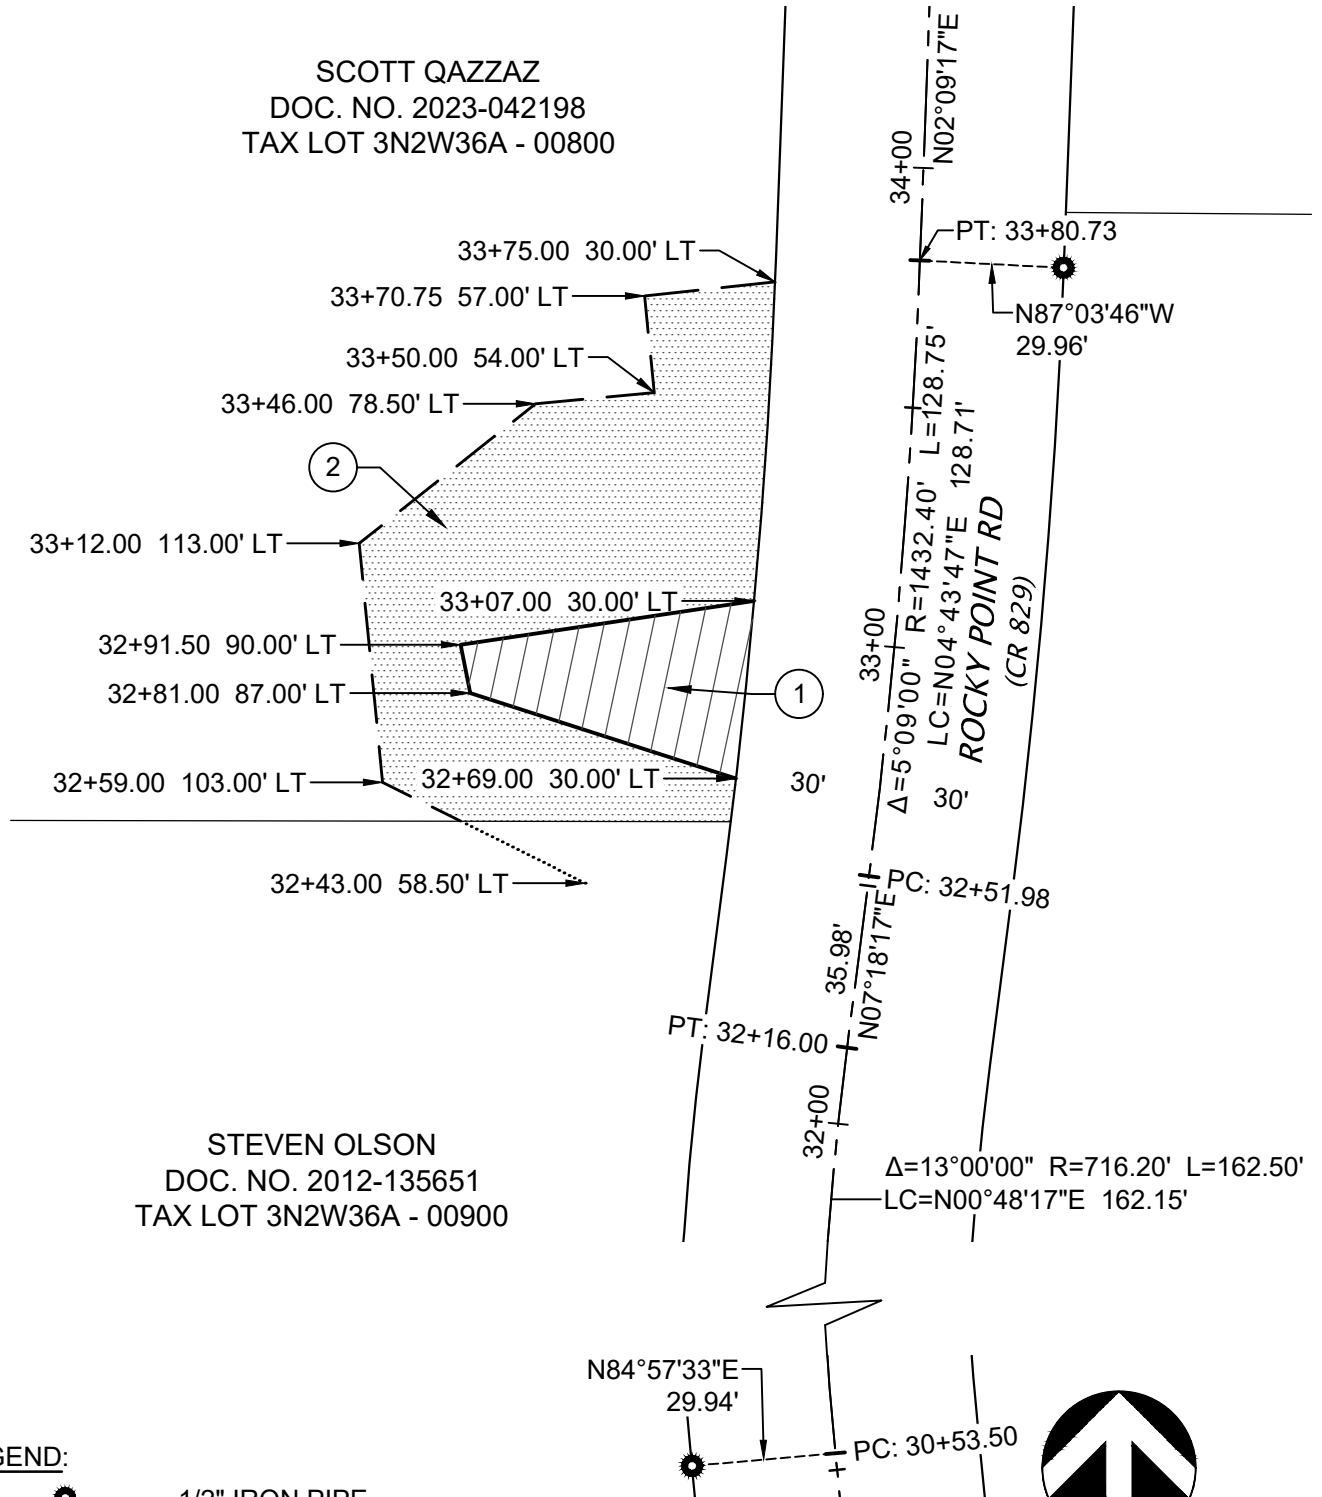 SCOTT QAZZAZ
DOC. NO. 2023-042198
TAX LOT 3N2W36A - 00800
N02°09'17"E
34+00
PT: 33+80.73
N87°03'46"W
29.96'
33+75.00 30.00' LT
33+70.75 57.00' LT
33+50.00 54.00' LT
33+46.00 78.50' LT
2
33+12.00 113.00' LT
33+07.00 30.00' LT
32+91.50 90.00' LT
32+81.00 87.00' LT
1
32+59.00 103.00' LT
32+69.00 30.00' LT
32+43.00 58.50' LT
33+00
Δ=5°09'00" R=1432.40' L=128.75'
LC=N04°43'47"E 128.71'
ROCKY POINT RD
(CR 829)
30'
30'
PC: 32+51.98
35.98'
N07°18'17"E
PT: 32+16.00
32+00
STEVEN OLSON
DOC. NO. 2012-135651
TAX LOT 3N2W36A - 00900
Δ=13°00'00" R=716.20' L=162.50'
LC=N00°48'17"E 162.15'
N84°57'33"E
29.94'
PC: 30+53.50
GEND:
1/2" IRON PIPE